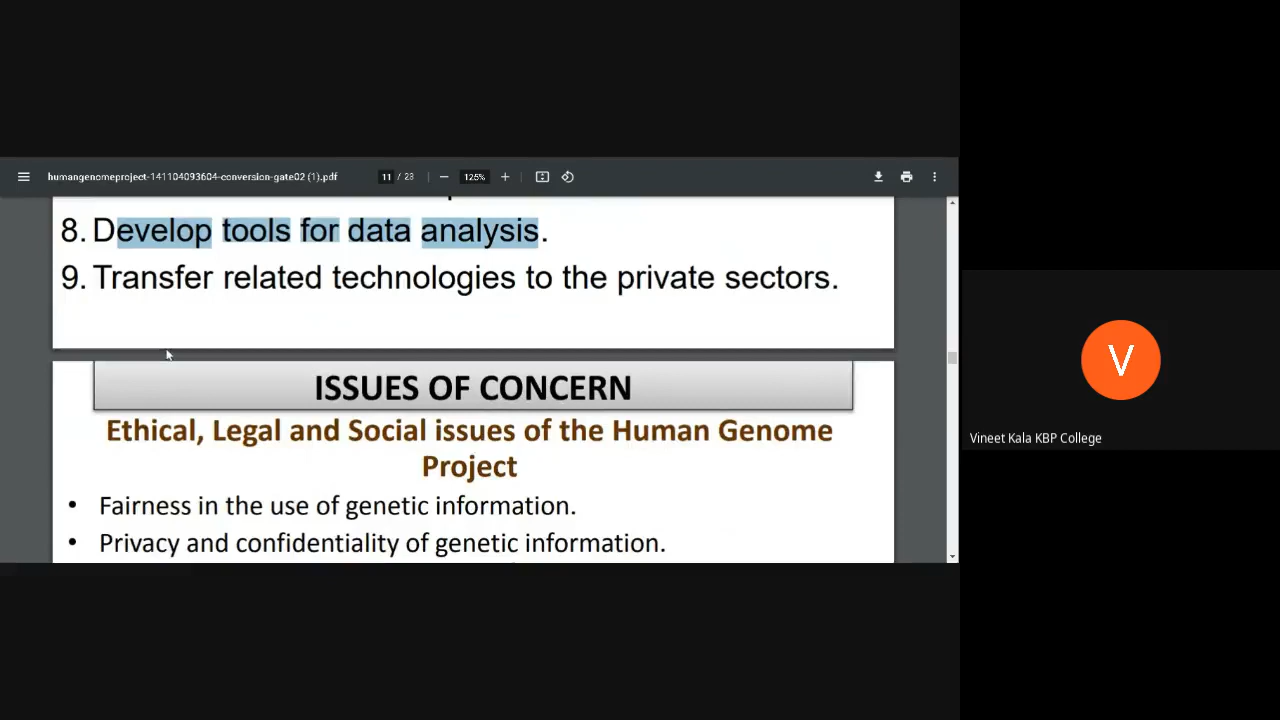 humangenomeproject-141104093604-conversion-gate02 (1).pdf 11 / 23 125%
8. Develop tools for data analysis.
9. Transfer related technologies to the private sectors.
ISSUES OF CONCERN
Ethical, Legal and Social issues of the Human Genome
Project
• Fairness in the use of genetic information.
• Privacy and confidentiality of genetic information.
V
Vineet Kala KBP College